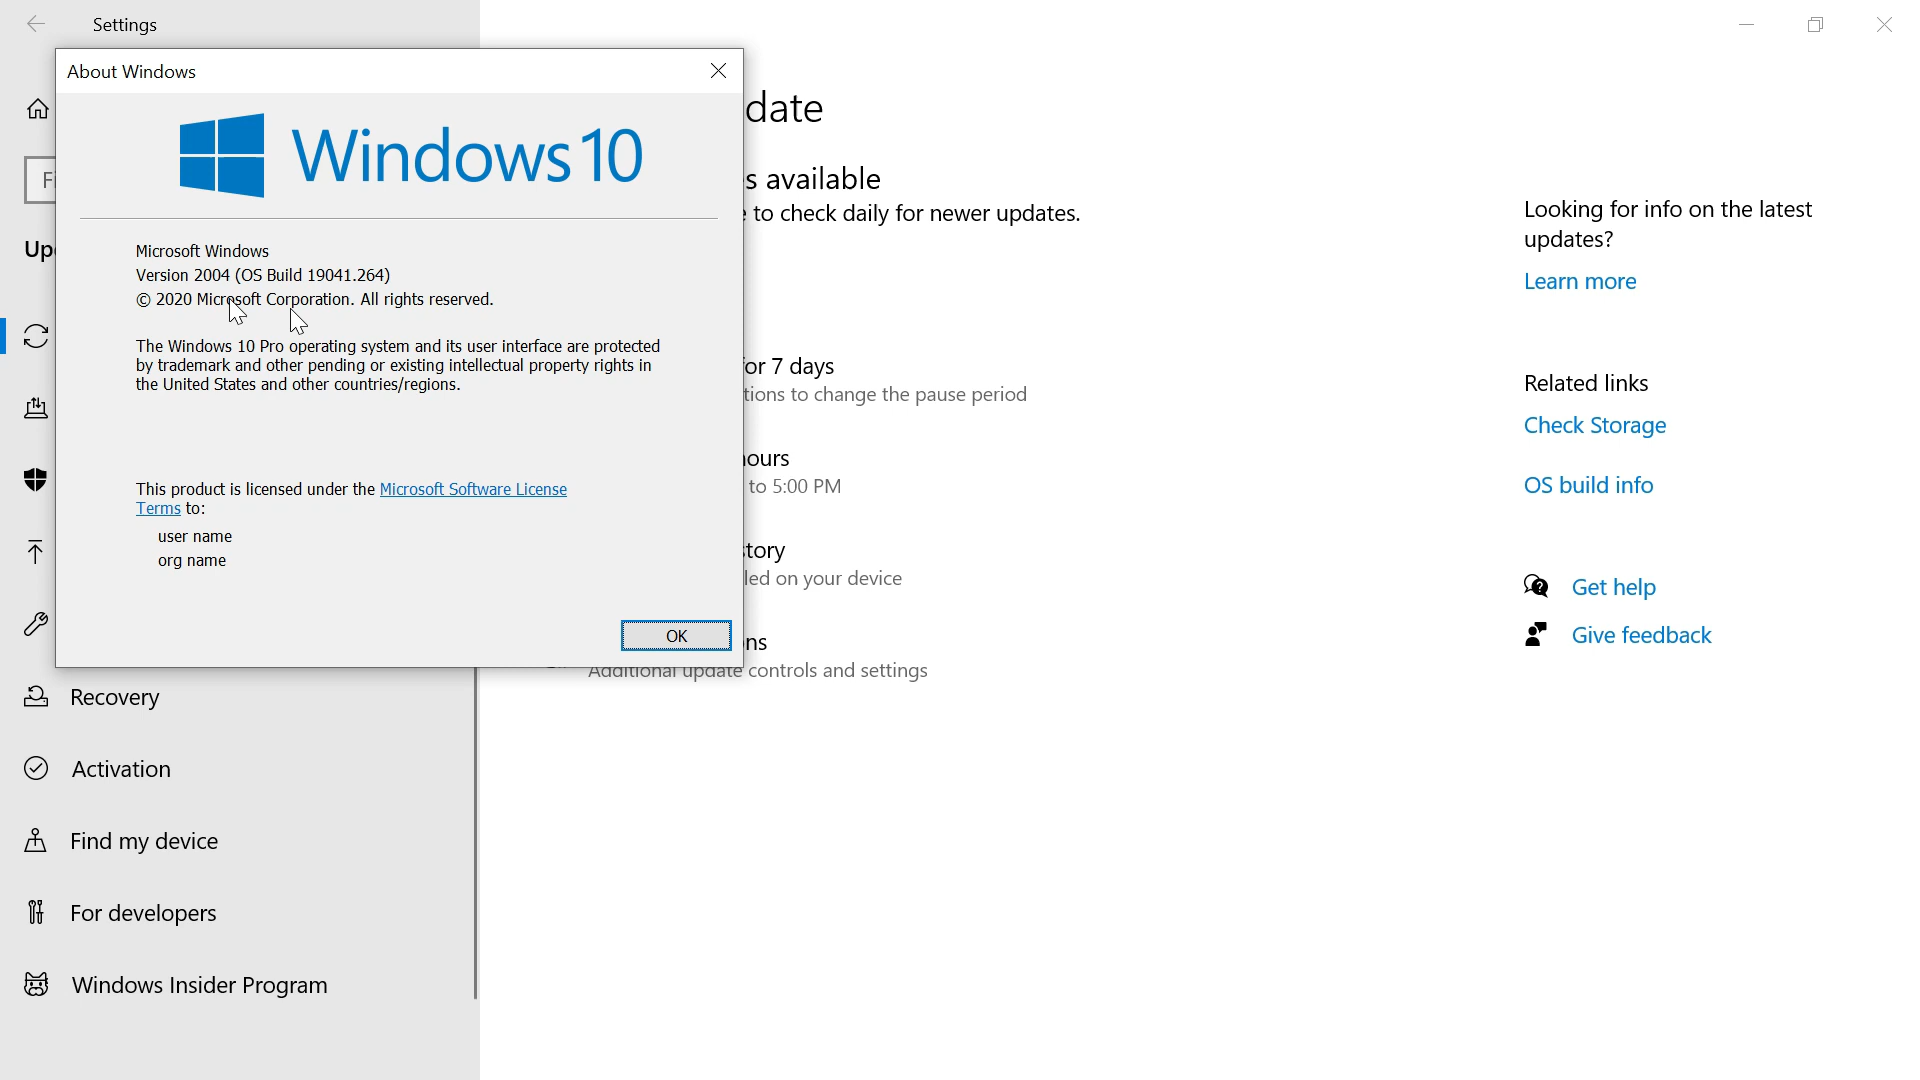 Settings
About Windows
Windows 10
Microsoft Windows
Version 2004 (OS Build 19041.264)
© 2020 Microsoft Corporation. All rights reserved.
The Windows 10 Pro operating system and its user interface are protected
by trademark and other pending or existing intellectual property rights in
the United States and other countries/regions.
This product is licensed under the Microsoft Software License
Terms to:
user name
org name
OK
Fi
Up
Recovery
Activation
Find my device
For developers
Windows Insider Program
date
s available
to check daily for newer updates.
for 7 days
tions to change the pause period
hours
to 5:00 PM
story
led on your device
ns
Additional update controls and settings
Looking for info on the latest
updates?
Learn more
Related links
Check Storage
OS build info
Get help
Give feedback